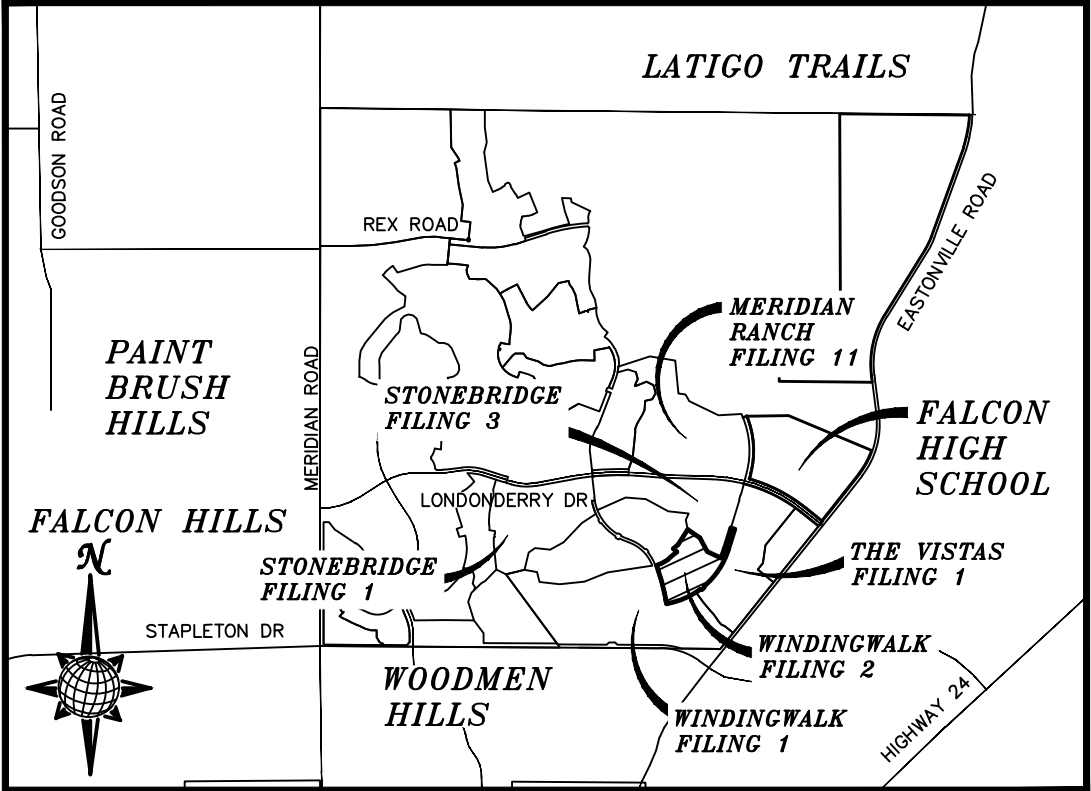 LATIGO TRAILS
GOODSON ROAD
REX ROAD
EASTONVILLE ROAD
MERIDIAN
RANCH
FILING 11
PAINT
BRUSH
HILLS
MERIDIAN ROAD
STONEBRIDGE
FILING 3
FALCON
HIGH
SCHOOL
LONDONDERRY DR
FALCON HILLS
N
STONEBRIDGE
FILING 1
THE VISTAS
FILING 1
STAPLETON DR
WINDINGWALK
FILING 2
WOODMEN
HILLS
WINDINGWALK
FILING 1
HIGHWAY 24